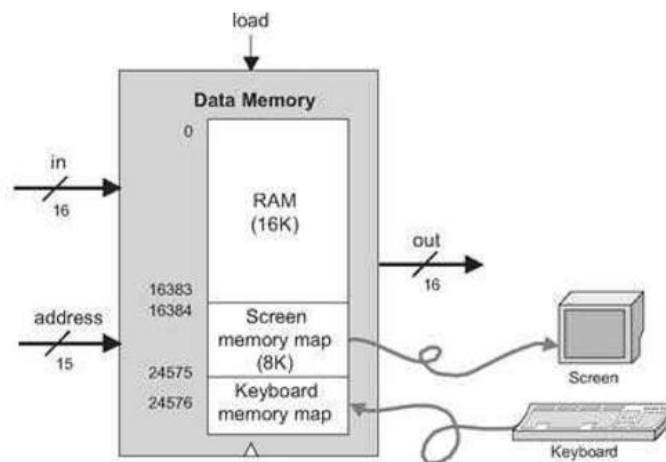 load
Data Memory
0
in
16
RAM
(16K)
out
16
16383
16384
address
15
Screen
memory map
(8K)
24575
24576
Keyboard
memory map
Screen
Keyboard